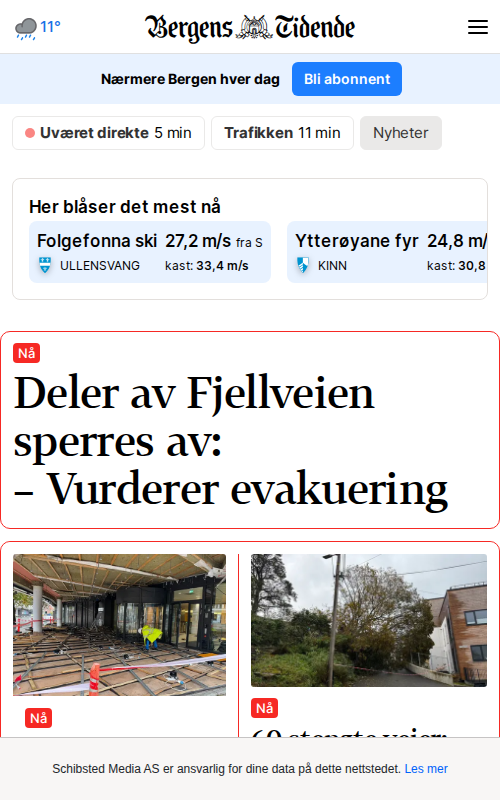 11°
Bergens Tidende
Nærmere Bergen hver dag
Bli abonnent
Uværet direkte 5 min
Trafikken 11 min
Nyheter
Her blåser det mest nå
Folgefonna ski 27,2 m/s fra S
ULLENSVANG kast: 33,4 m/s
Ytterøyane fyr 24,8 m/
KINN kast: 30,8
Nå
Deler av Fjellveien
sperres av:
– Vurderer evakuering
Nå
Nå
60 stengte veier:
Schibsted Media AS er ansvarlig for dine data på dette nettstedet. Les mer